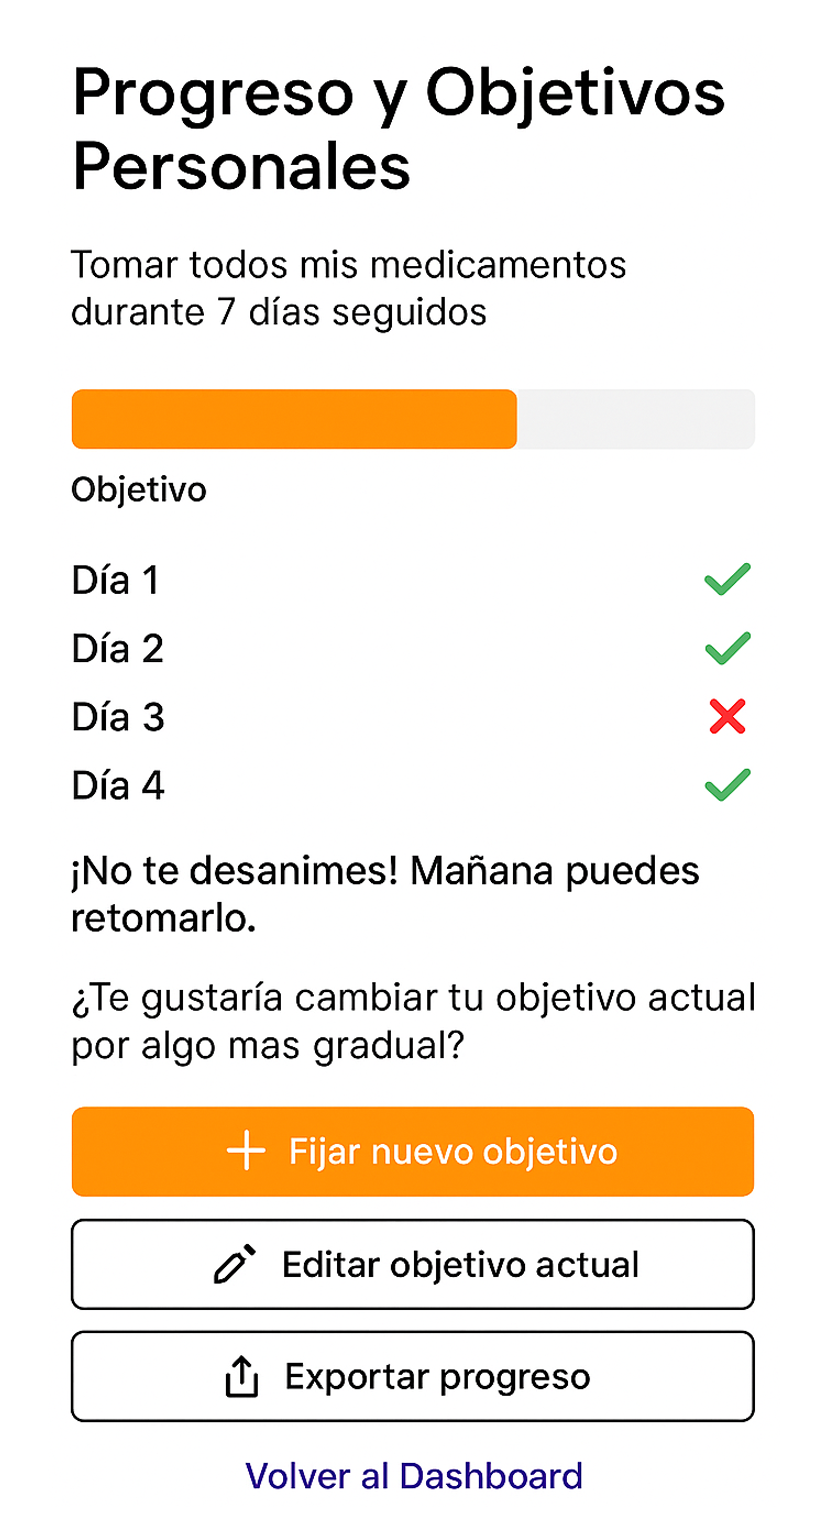 Progreso y Objetivos
Personales
Tomar todos mis medicamentos
durante 7 días seguidos
Objetivo
Día 1
Día 2
Día 3
Día 4
¡No te desanimes! Mañana puedes
retomarlo.
¿Te gustaría cambiar tu objetivo actual
por algo mas gradual?
Fijar nuevo objetivo
Editar objetivo actual
Exportar progreso
Volver al Dashboard